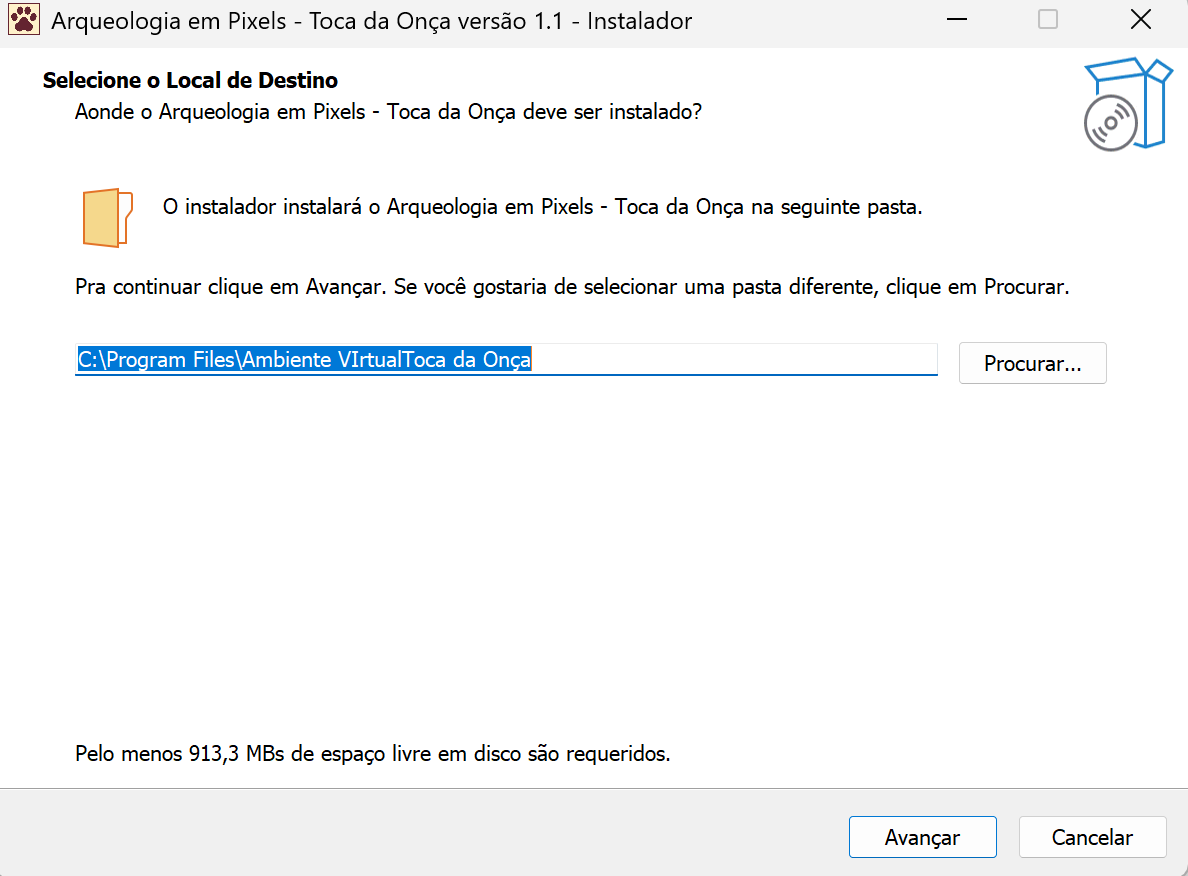 Arqueologia em Pixels - Toca da Onça versão 1.1 - Instalador
Selecione o Local de Destino
Aonde o Arqueologia em Pixels - Toca da Onça deve ser instalado?
O instalador instalará o Arqueologia em Pixels - Toca da Onça na seguinte pasta.
Pra continuar clique em Avançar. Se você gostaria de selecionar uma pasta diferente, clique em Procurar.
C:\Program Files\Ambiente VIrtualToca da Onça
Procurar...
Pelo menos 913,3 MBs de espaço livre em disco são requeridos.
Avançar
Cancelar